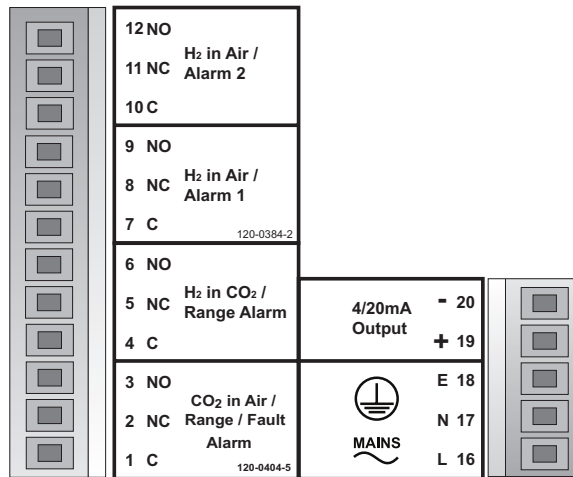 12 NO
H₂ in Air /
11 NC
Alarm 2
10 C
9 NO
H₂ in Air /
8 NC
Alarm 1
7 C
120-0384-2
6 NO
H₂ in CO₂ /
5 NC
Range Alarm
4 C
3 NO
CO₂ in Air /
2 NC Range / Fault
Alarm
1 C
120-0404-5
4/20mA - 20
Output
+ 19
E 18
N 17
MAINS
L 16